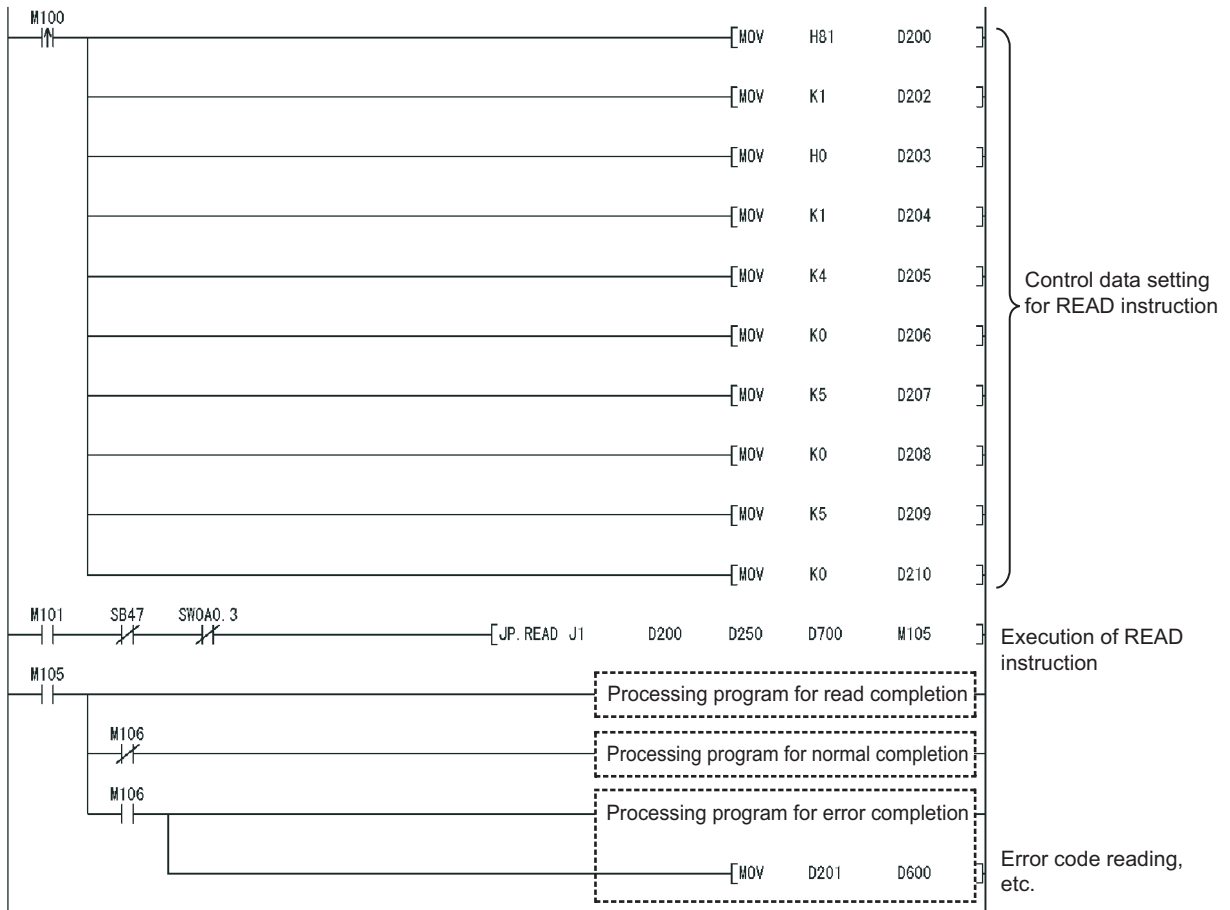 M100
[MOV H81 D200 ]
[MOV K1 D202 ]
[MOV H0 D203 ]
[MOV K1 D204 ]
[MOV K4 D205 ]
[MOV K0 D206 ]
[MOV K5 D207 ]
[MOV K0 D208 ]
[MOV K5 D209 ]
[MOV K0 D210 ]
Control data setting
for READ instruction
M101 SB47 SW0A0.3
[JP.READ J1 D200 D250 D700 M105 ]
Execution of READ
instruction
M105
Processing program for read completion
M106
Processing program for normal completion
M106
Processing program for error completion
[MOV D201 D600 ]
Error code reading,
etc.